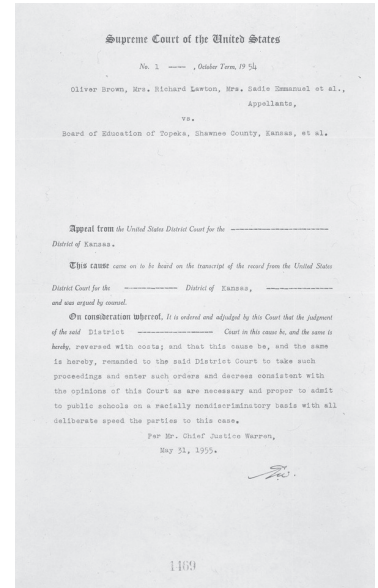 Supreme Court of the United States
No. 1 ----, October Term, 1954
Oliver Brown, Mrs. Richard Lawton, Mrs. Sadie Emmanuel et al.,
Appellants,
vs.
Board of Education of Topeka, Shawnee County, Kansas, et al.
Appeal from the United States District Court for the --------------------
District of Kansas.
This cause came on to be heard on the transcript of the record from the United States
District Court for the ----------- District of Kansas, --------------
and was argued by counsel.
On consideration whereof, It is ordered and adjudged by this Court that the judgment
of the said District ----------------- Court in this cause be, and the same is
hereby, reversed with costs; and that this cause be, and the same
is hereby, remanded to the said District Court to take such
proceedings and enter such orders and decrees consistent with
the opinions of this Court as are necessary and proper to admit
to public schools on a racially nondiscriminatory basis with all
deliberate speed the parties to this case.
Per Mr. Chief Justice Warren,
May 31, 1955.
1469